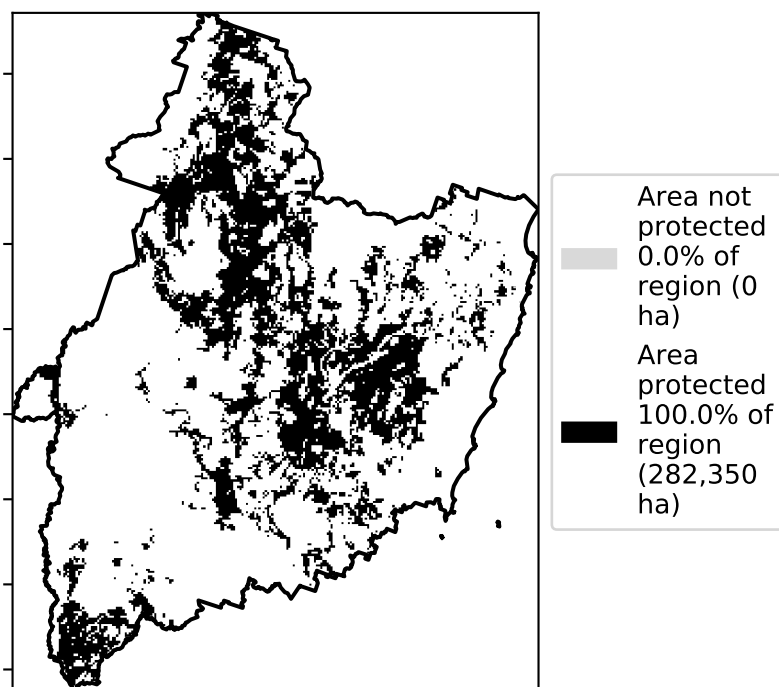 Area not
protected
0.0% of
region (0
ha)
Area
protected
100.0% of
region
(282,350
ha)